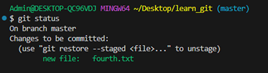 Admin@DESKTOP-QC96VDJ MINGW64 ~/Desktop/learn_git (master)
$ git status
On branch master
Changes to be committed:
(use "git restore --staged <file>..." to unstage)
new file: fourth.txt